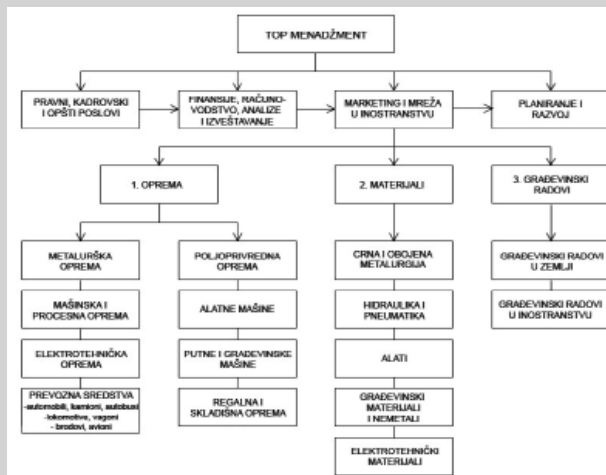 TOP MENADŽMENT
PRAVNI, KADROVSKI
I OPŠTI POSLOVI
FINANSIJE, RAČUNO-
VODSTVO, ANALIZE
I IZVEŠTAVANJE
MARKETING I MREŽA
U INOSTRANSTVU
PLANIRANJE I
RAZVOJ
1. OPREMA
2. MATERIJALI
3. GRAĐEVINSKI
RADOVI
METALURŠKA
OPREMA
POLJOPRIVREDNA
OPREMA
CRNA I OBOJENA
METALURGIJA
GRAĐEVINSKI RADOVI
U ZEMLJI
MAŠINSKA I
PROCESNA OPREMA
ALATNE MAŠINE
HIDRAULIKA I
PNEUMATIKA
GRAĐEVINSKI RADOVI
U INOSTRANSTVU
ELEKTROTEHNIČKA
OPREMA
PUTNE I GRAĐEVINSKE
MAŠINE
ALATI
PREVOZNA SREDSTVA
-automobili, kamioni, autobusi
-lokomotive, vagoni
- brodovi, avioni
REGALNA I
SKLADIŠNA OPREMA
GRAĐEVINSKI
MATERIJALI
I NEMETALI
ELEKTROTEHNIČKI
MATERIJALI